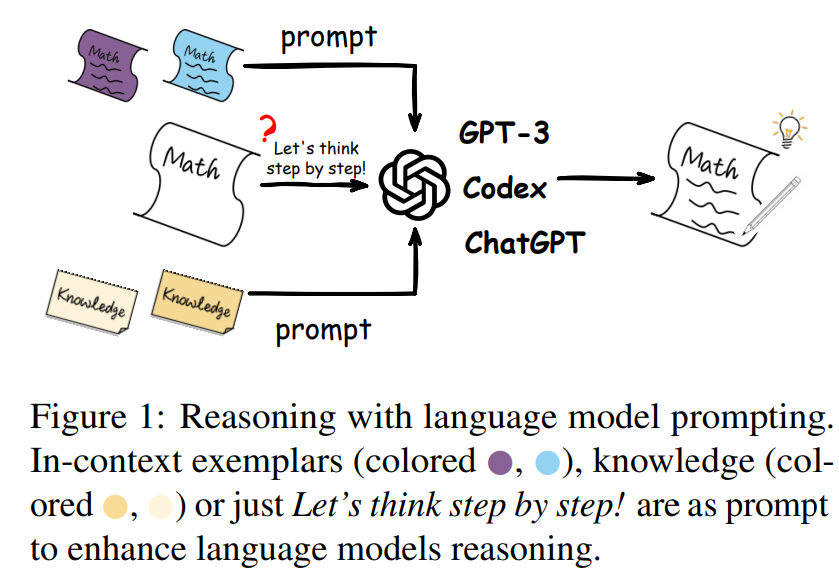 prompt
Math
Math
?
Let's think
step by step!
Math
GPT-3
Codex
ChatGPT
Math
Knowledge
Knowledge
prompt
Figure 1: Reasoning with language model prompting.
In-context exemplars (colored , ), knowledge (col-
ored , ) or just Let's think step by step! are as prompt
to enhance language models reasoning.